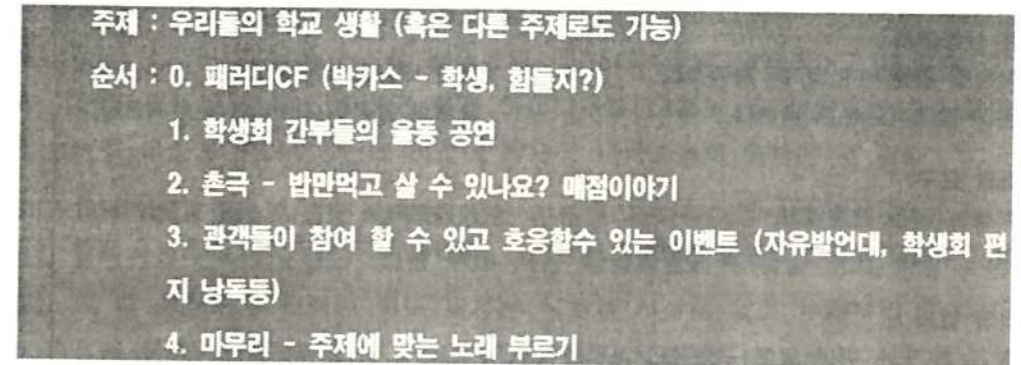 주제 : 우리들의 학교 생활 (혹은 다른 주제로도 가능)
순서 : 0. 패러디CF (박카스 - 학생, 힘들지?)
1. 학생회 간부들의 율동 공연
2. 촌극 - 밥만먹고 살 수 있나요? 매점이야기
3. 관객들이 참여 할 수 있고 호응할수 있는 이벤트 (자유발언대, 학생회 편
지 낭독등)
4. 마무리 - 주제에 맞는 노래 부르기